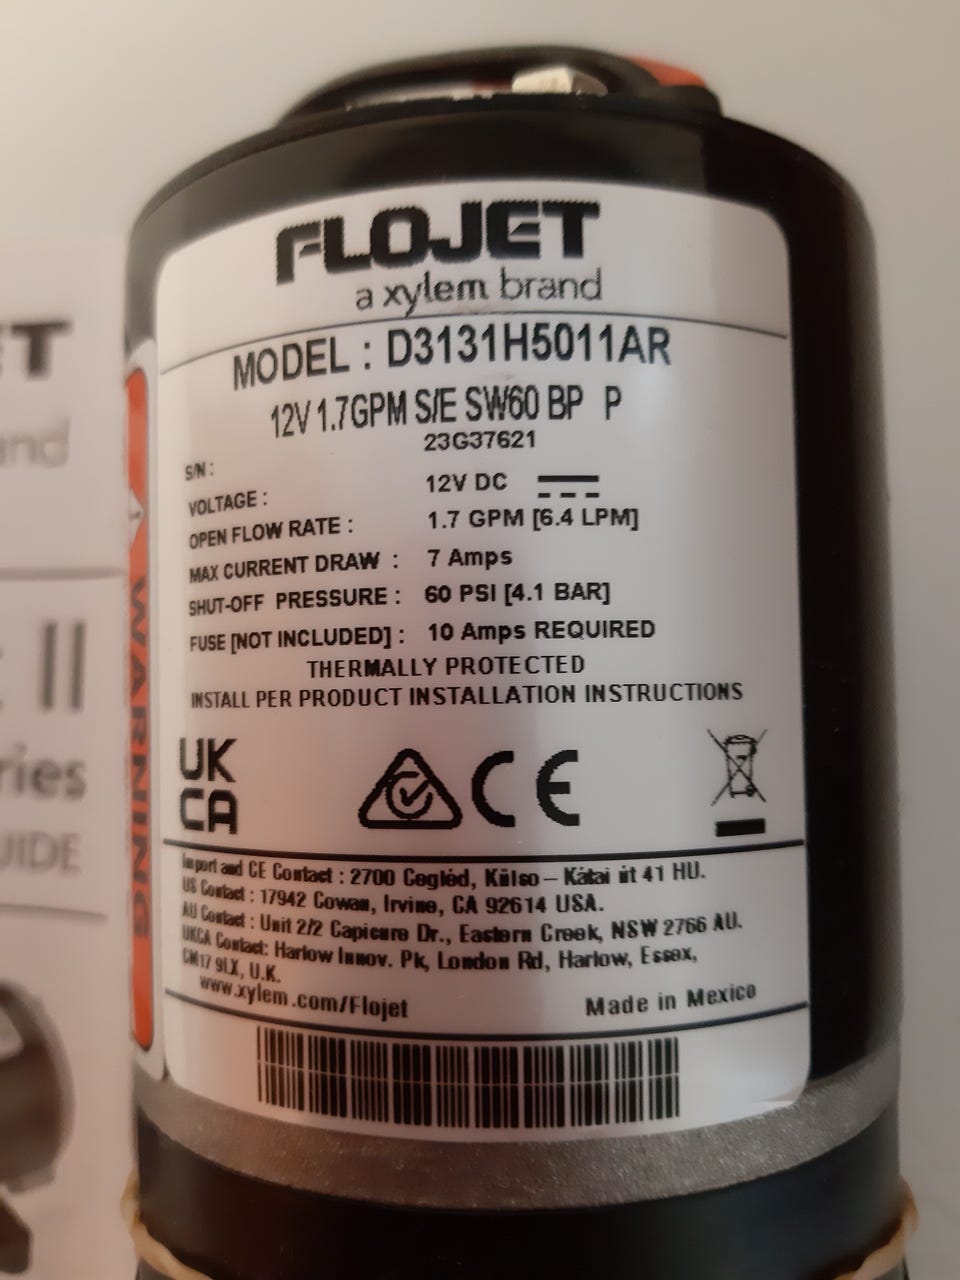 FLOJET
a xylem brand
MODEL : D3131H5011AR
12V 1.7GPM S/E SW60 BP P
S/N : 23G37621
VOLTAGE : 12V DC
OPEN FLOW RATE : 1.7 GPM [6.4 LPM]
MAX CURRENT DRAW : 7 Amps
SHUT-OFF PRESSURE : 60 PSI [4.1 BAR]
FUSE [NOT INCLUDED] : 10 Amps REQUIRED
THERMALLY PROTECTED
INSTALL PER PRODUCT INSTALLATION INSTRUCTIONS
UK
CA
CE
Import and CE Contact : 2700 Cegléd, Külso – Kátai út 41 HU.
US Contact : 17942 Cowan, Irvine, CA 92614 USA.
AU Contact : Unit 2/2 Capicure Dr., Eastern Creek, NSW 2766 AU.
UKCA Contact: Harlow Innov. Pk, London Rd, Harlow, Essex,
CM17 9LX, U.K.
www.xylem.com/Flojet
Made in Mexico
WARNING
ET
and
II
ries
UIDE